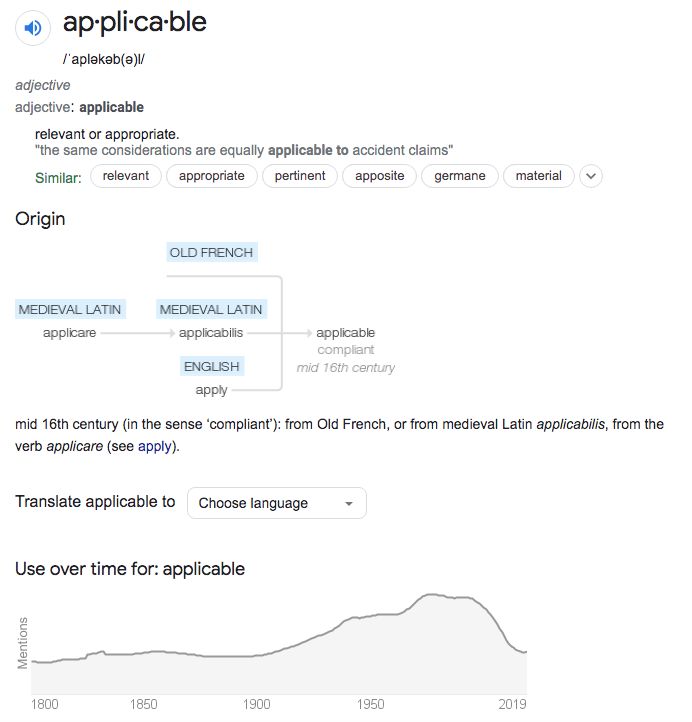 ap·pli·ca·ble
/ˈapləkəb(ə)l/
adjective
adjective: applicable
relevant or appropriate.
"the same considerations are equally applicable to accident claims"
Similar: relevant appropriate pertinent apposite germane material
Origin
OLD FRENCH
MEDIEVAL LATIN MEDIEVAL LATIN
applicare applicabilis applicable
compliant
ENGLISH mid 16th century
apply
mid 16th century (in the sense ‘compliant’): from Old French, or from medieval Latin applicabilis, from the
verb applicare (see apply).
Translate applicable to Choose language
Use over time for: applicable
Mentions
1800 1850 1900 1950 2019